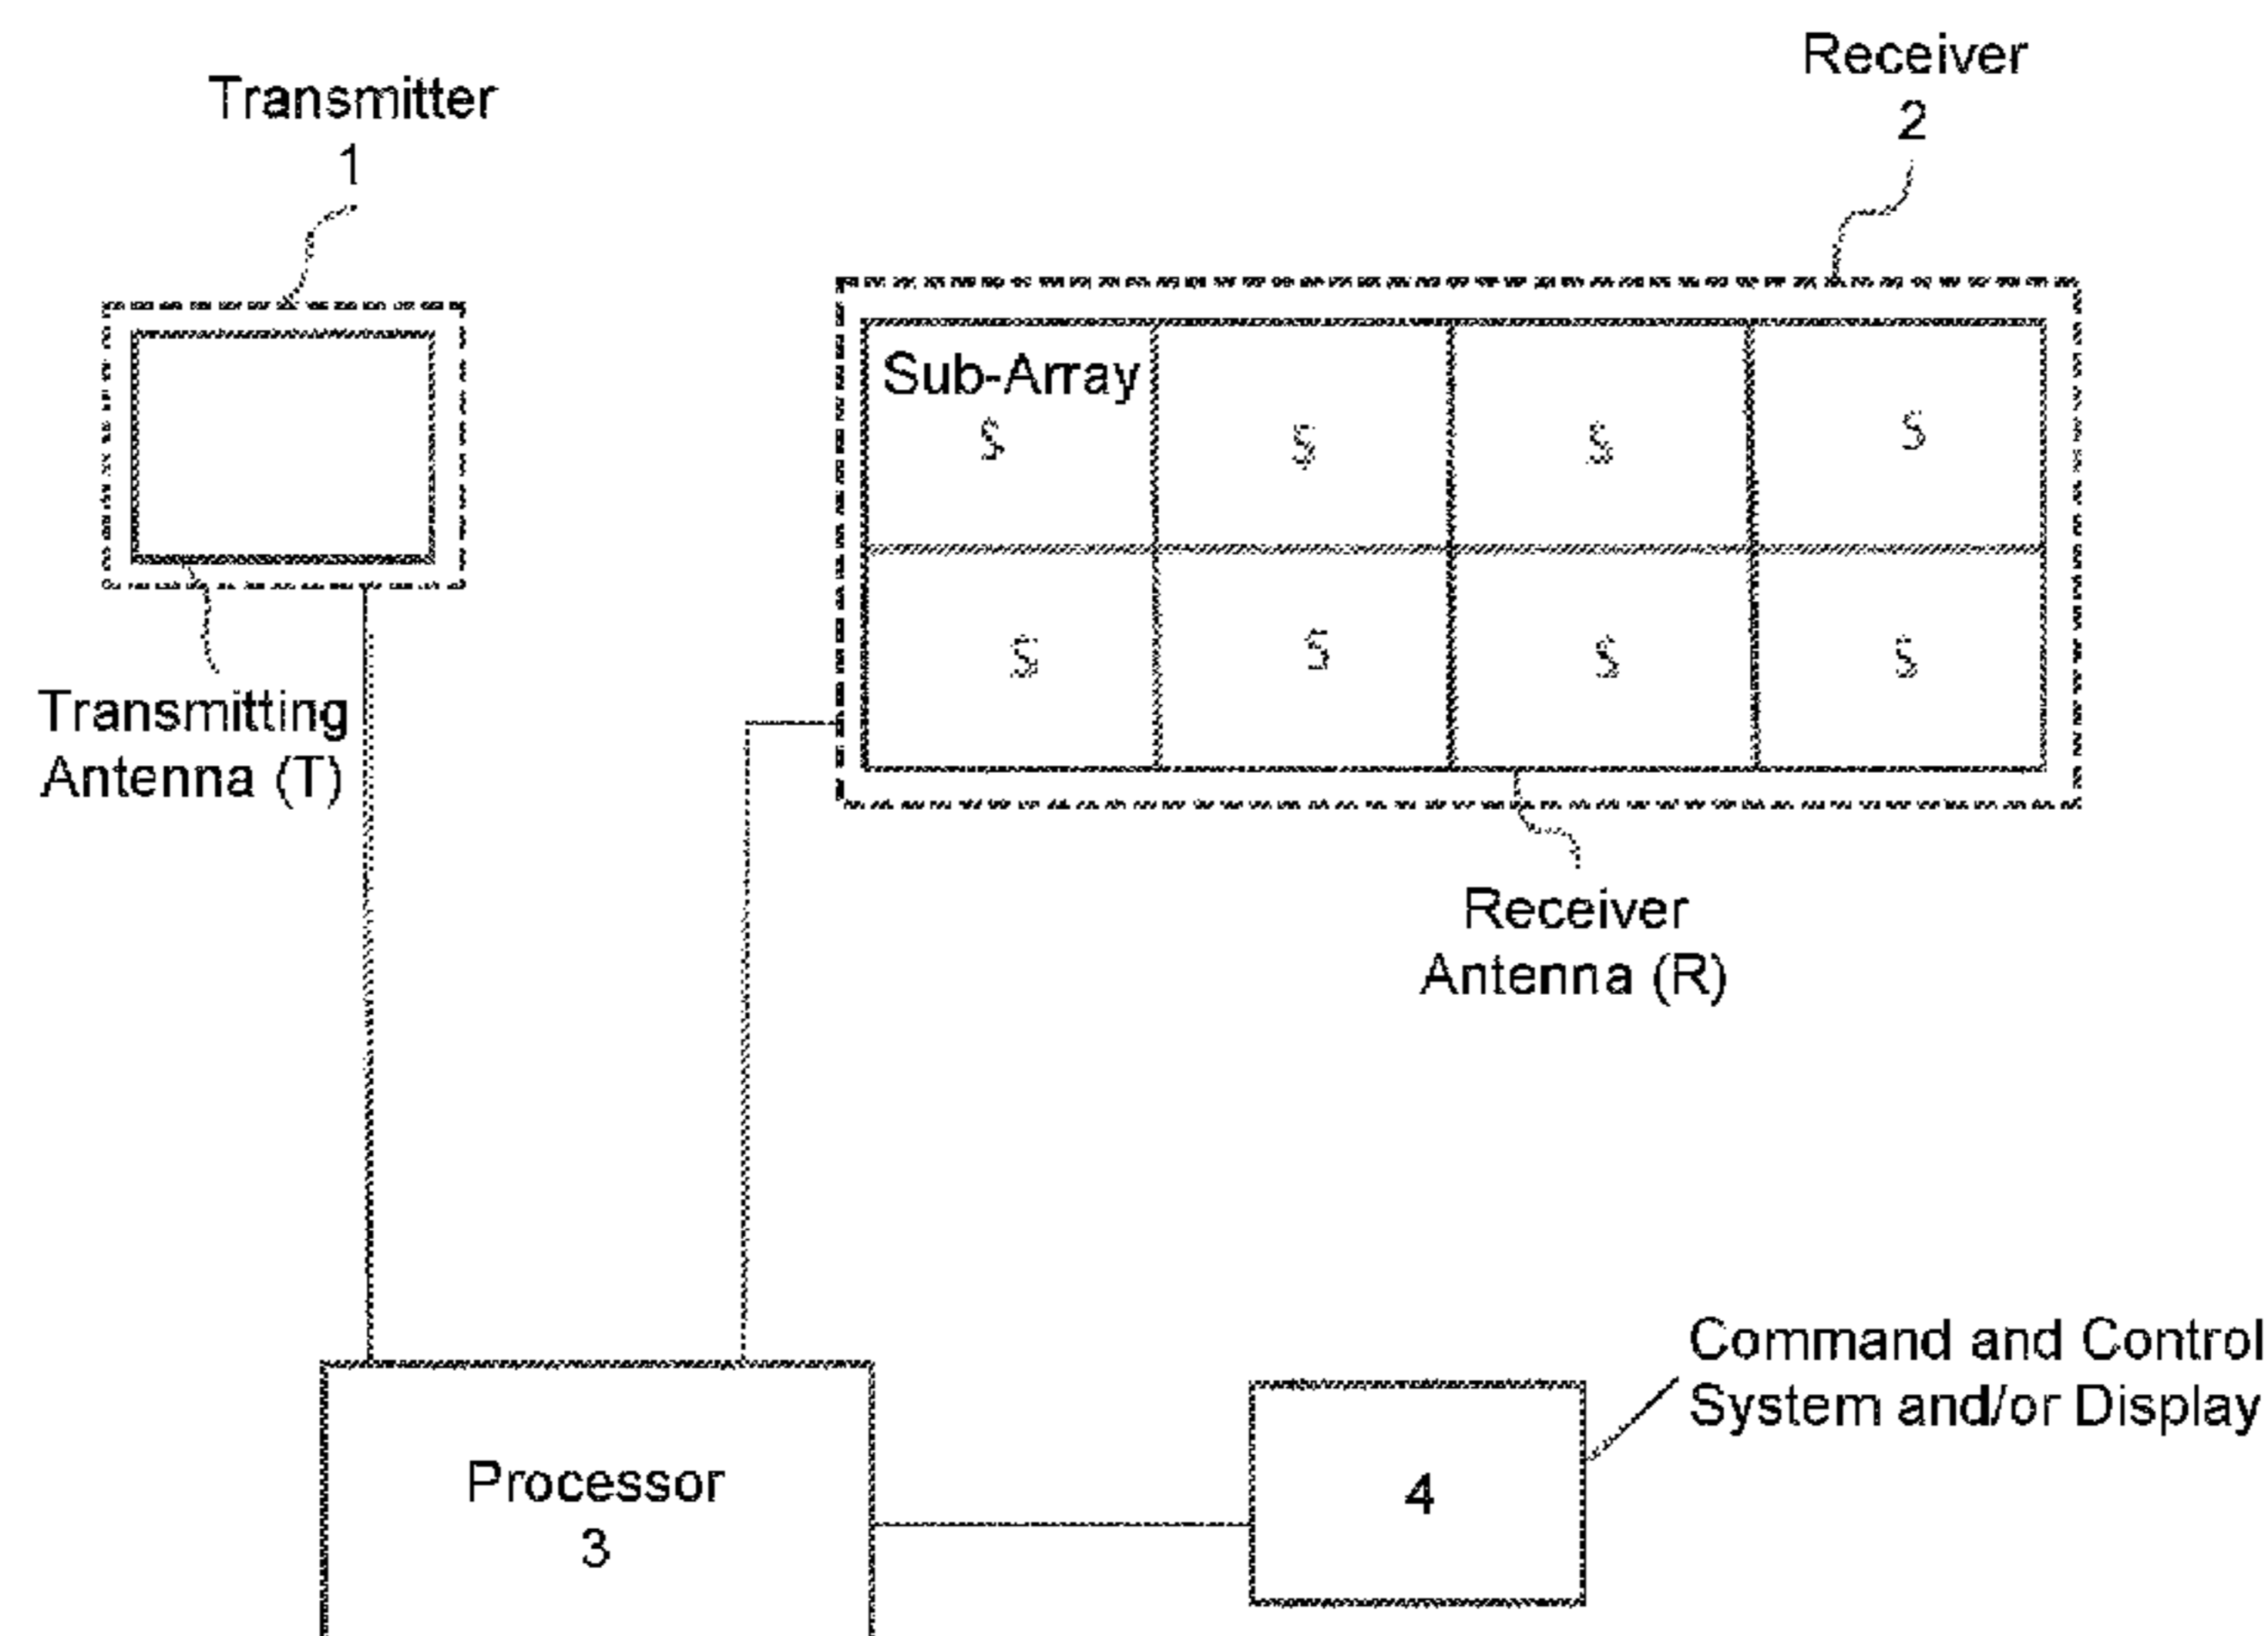 Receiver
2
Transmitter
1
Sub-Array
S S S S
S S S S
Transmitting
Antenna (T)
Receiver
Antenna (R)
Command and Control
System and/or Display
Processor
3
4